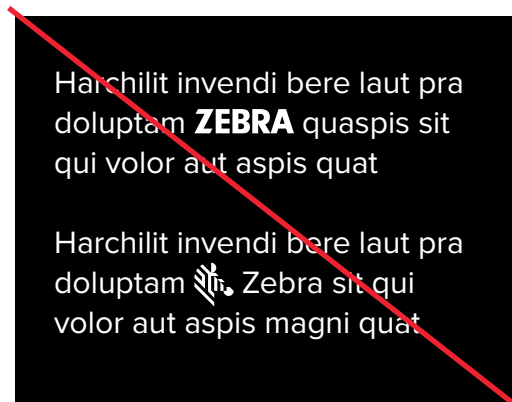 Harchilit invendi bere laut pra
doluptam ZEBRA quaspis sit
qui volor aut aspis quat
Harchilit invendi bere laut pra
doluptam Zebra sit qui
volor aut aspis magni quat